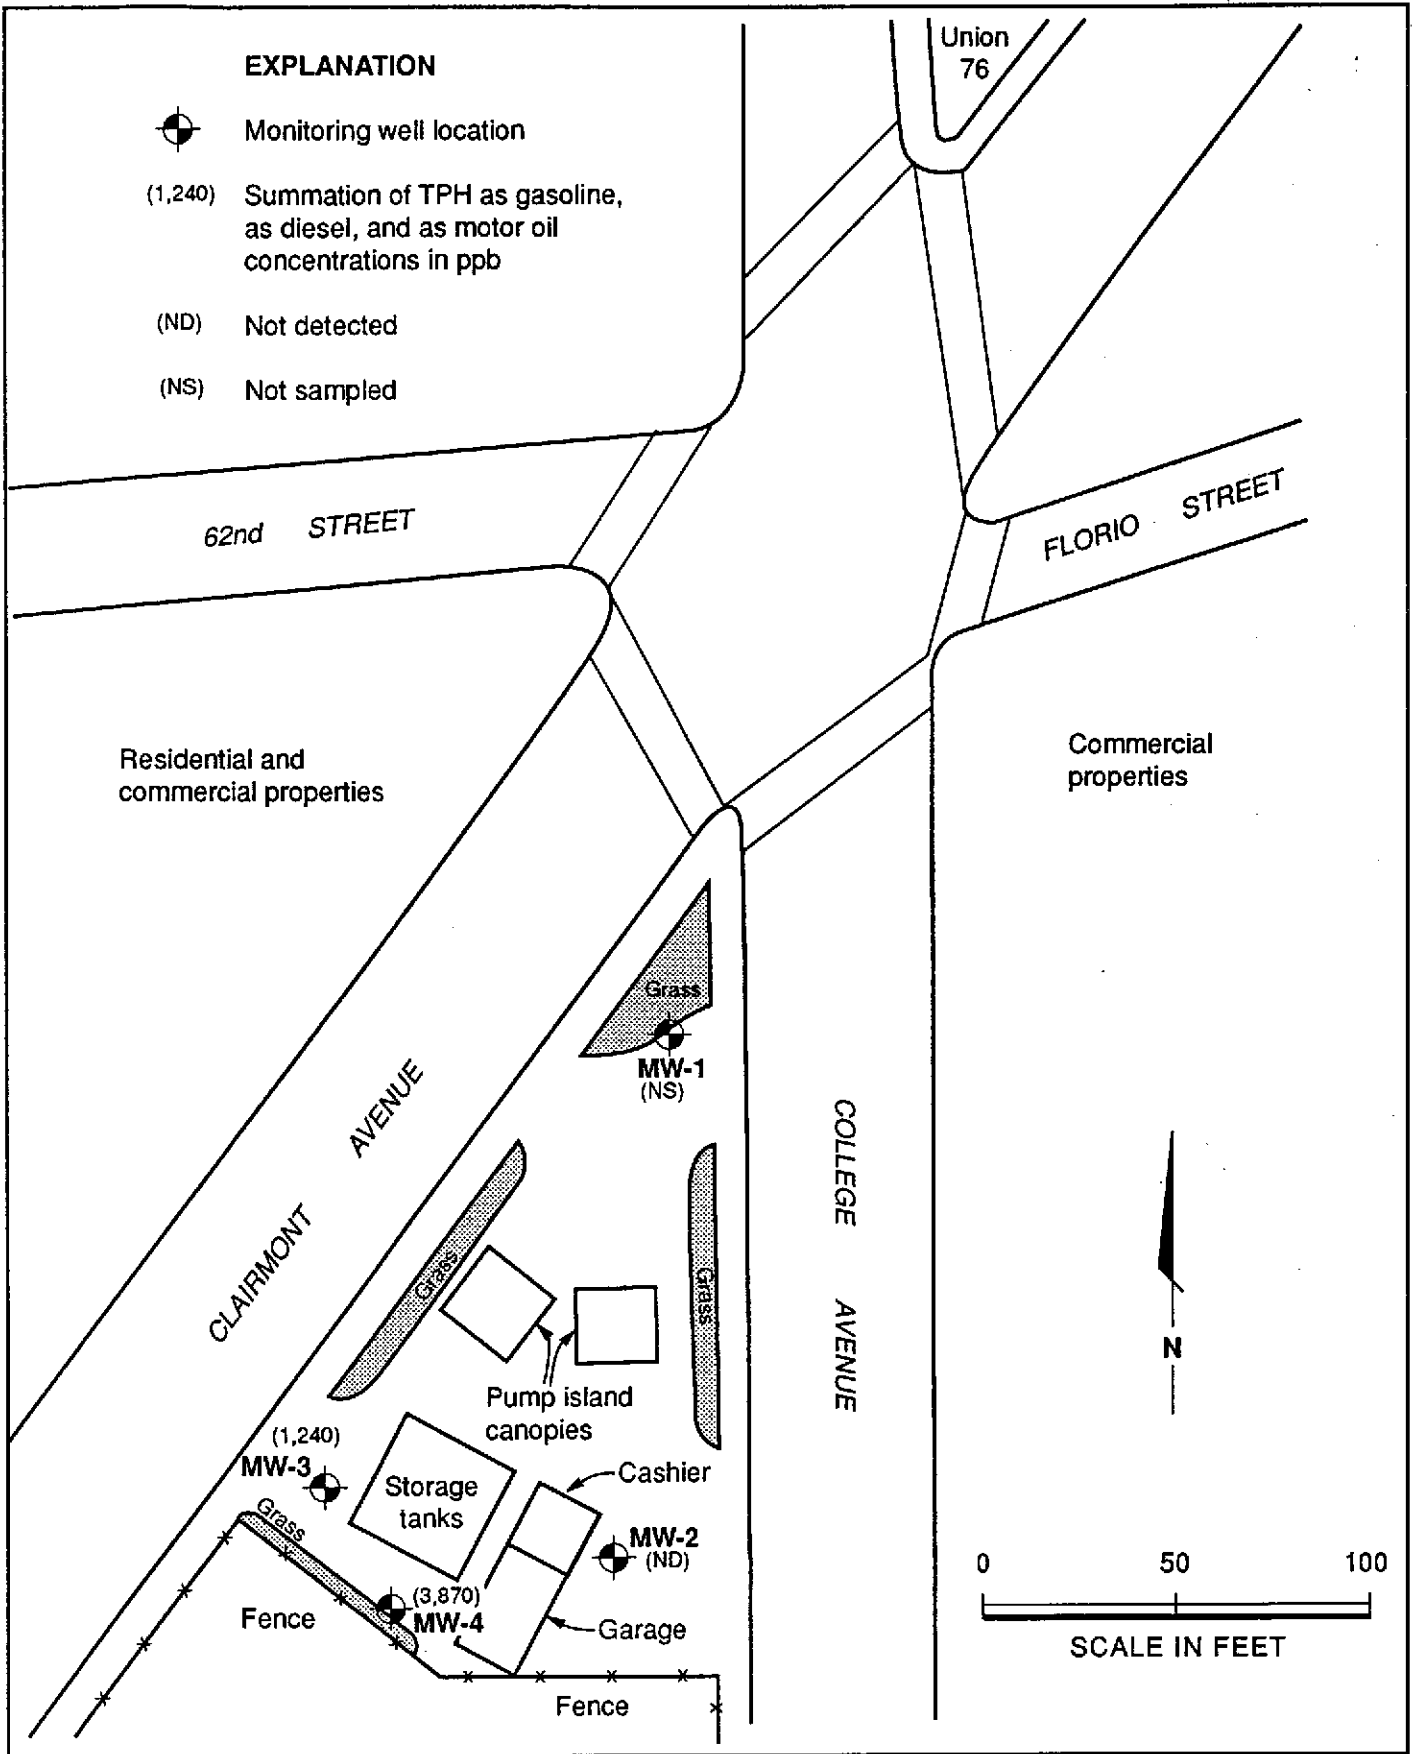 EXPLANATION
Monitoring well location
(1,240) Summation of TPH as gasoline,
as diesel, and as motor oil
concentrations in ppb
(ND) Not detected
(NS) Not sampled
Union
76
62nd STREET
FLORIO STREET
Residential and
commercial properties
Commercial
properties
Grass
MW-1
(NS)
CLAIRMONT AVENUE
COLLEGE AVENUE
Grass
Grass
N
Pump island
canopies
(1,240)
MW-3
Storage
tanks
Cashier
Grass
MW-2
(ND)
(3,870)
MW-4
Fence
Garage
Fence
0 50 100
SCALE IN FEET